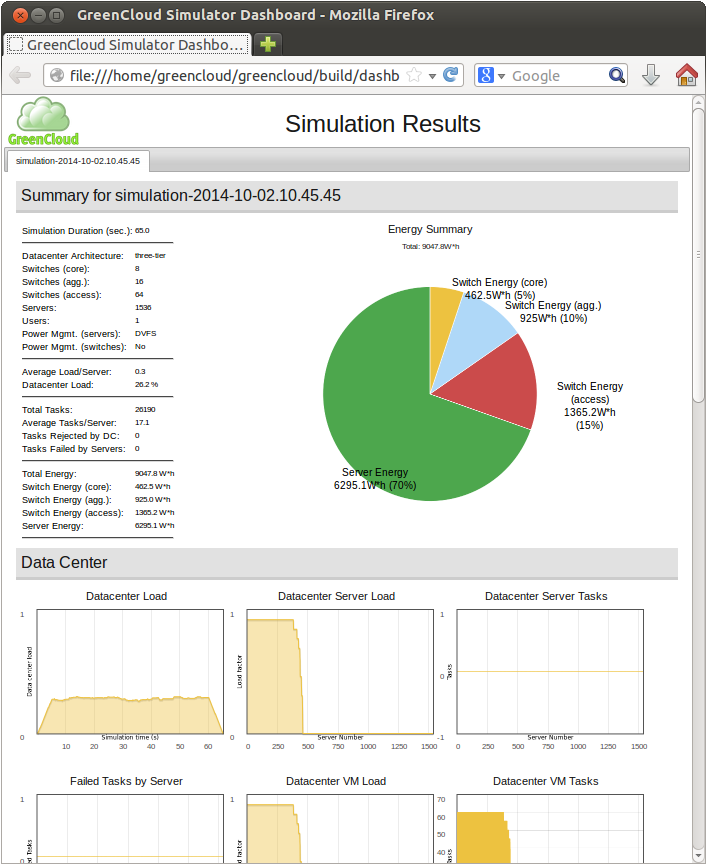 GreenCloud Simulator Dashboard - Mozilla Firefox
GreenCloud Simulator Dashbo...
file:///home/greencloud/greencloud/build/dashb
Google
GreenCloud
Simulation Results
simulation-2014-10-02.10.45.45
Summary for simulation-2014-10-02.10.45.45
Simulation Duration (sec.): 65.0
Datacenter Architecture: three-tier
Switches (core): 8
Switches (agg.): 16
Switches (access): 64
Servers: 1536
Users: 1
Power Mgmt. (servers): DVFS
Power Mgmt. (switches): No
Average Load/Server: 0.3
Datacenter Load: 26.2 %
Total Tasks: 26190
Average Tasks/Server: 17.1
Tasks Rejected by DC: 0
Tasks Failed by Servers: 0
Total Energy: 9047.8 W*h
Switch Energy (core): 462.5 W*h
Switch Energy (agg.): 925.0 W*h
Switch Energy (access): 1365.2 W*h
Server Energy: 6295.1 W*h
Energy Summary
Total: 9047.8W*h
Switch Energy (core)
462.5W*h (5%)
Switch Energy (agg.)
925W*h (10%)
Switch Energy
(access)
1365.2W*h
(15%)
Server Energy
6295.1W*h (70%)
Data Center
Datacenter Load
1
Data center load
0
Simulation time (s)
10 20 30 40 50 60
Datacenter Server Load
1
Load factor
0
Server Number
0 250 500 750 1000 1250 1500
Datacenter Server Tasks
1
0
Tasks
-1
Server Number
0 250 500 750 1000 1250 1500
Failed Tasks by Server
1
0
ed Tasks
Datacenter VM Load
1
ad factor
Datacenter VM Tasks
70
60
50
40
30
Tasks